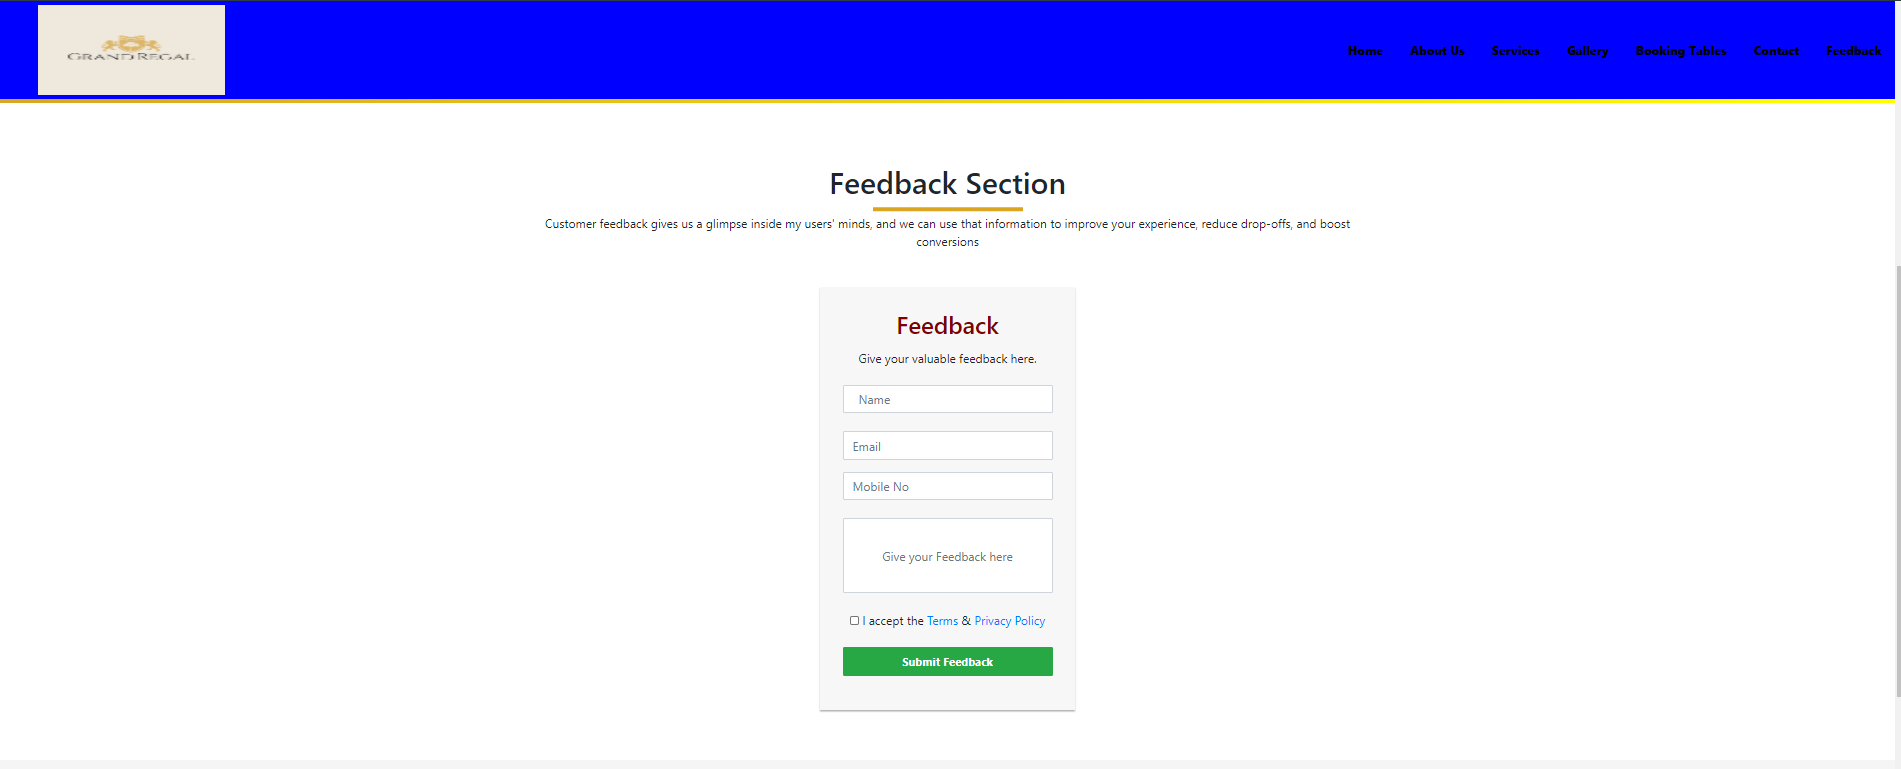 GRAND REGAL
Home About Us Services Gallery Booking Tables Contact Feedback
Feedback Section
Customer feedback gives us a glimpse inside my users' minds, and we can use that information to improve your experience, reduce drop-offs, and boost
conversions
Feedback
Give your valuable feedback here.
Name
Email
Mobile No
Give your Feedback here
I accept the Terms & Privacy Policy
Submit Feedback